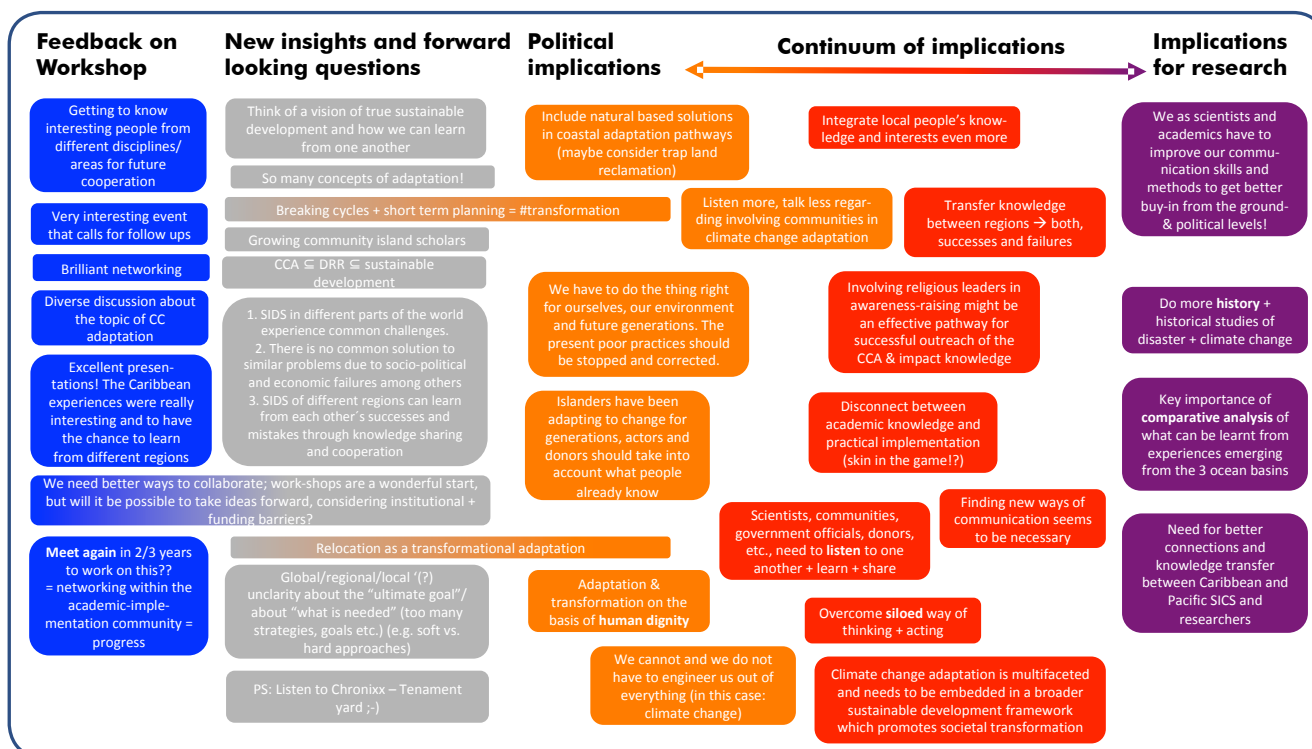 Feedback on
Workshop
New insights and forward
looking questions
Political
implications
Continuum of implications
Implications
for research
Getting to know
interesting people from
different disciplines/
areas for future
cooperation
Very interesting event
that calls for follow ups
Brilliant networking
Diverse discussion about
the topic of CC
adaptation
Excellent presen-
tations! The Caribbean
experiences were really
interesting and to have
the chance to learn
from different regions
We need better ways to collaborate; work-shops are a wonderful start,
but will it be possible to take ideas forward, considering institutional +
funding barriers?
Meet again in 2/3 years
to work on this??
= networking within the
academic-imple-
mentation community =
progress
Think of a vision of true sustainable
development and how we can learn
from one another
So many concepts of adaptation!
Breaking cycles + short term planning = #transformation
Growing community island scholars
CCA ⊆ DRR ⊆ sustainable
development
1. SIDS in different parts of the world
experience common challenges.
2. There is no common solution to
similar problems due to socio-political
and economic failures among others
3. SIDS of different regions can learn
from each other´s successes and
mistakes through knowledge sharing
and cooperation
Relocation as a transformational adaptation
Global/regional/local '(?)
unclarity about the “ultimate goal”/
about “what is needed” (too many
strategies, goals etc.) (e.g. soft vs.
hard approaches)
PS: Listen to Chronixx – Tenament
yard ;-)
Include natural based solutions
in coastal adaptation pathways
(maybe consider trap land
reclamation)
Listen more, talk less regar-
ding involving communities in
climate change adaptation
We have to do the thing right
for ourselves, our environment
and future generations. The
present poor practices should
be stopped and corrected.
Islanders have been
adapting to change for
generations, actors and
donors should take into
account what people
already know
Adaptation &
transformation on the
basis of human dignity
We cannot and we do not
have to engineer us out of
everything (in this case:
climate change)
Integrate local people’s know-
ledge and interests even more
Transfer knowledge
between regions → both,
successes and failures
Involving religious leaders in
awareness-raising might be
an effective pathway for
successful outreach of the
CCA & impact knowledge
Disconnect between
academic knowledge and
practical implementation
(skin in the game!?)
Finding new ways of
communication seems
to be necessary
Scientists, communities,
government officials, donors,
etc., need to listen to one
another + learn + share
Overcome siloed way of
thinking + acting
Climate change adaptation is multifaceted
and needs to be embedded in a broader
sustainable development framework
which promotes societal transformation
We as scientists and
academics have to
improve our commu-
nication skills and
methods to get better
buy-in from the ground-
& political levels!
Do more history +
historical studies of
disaster + climate change
Key importance of
comparative analysis of
what can be learnt from
experiences emerging
from the 3 ocean basins
Need for better
connections and
knowledge transfer
between Caribbean and
Pacific SICS and
researchers